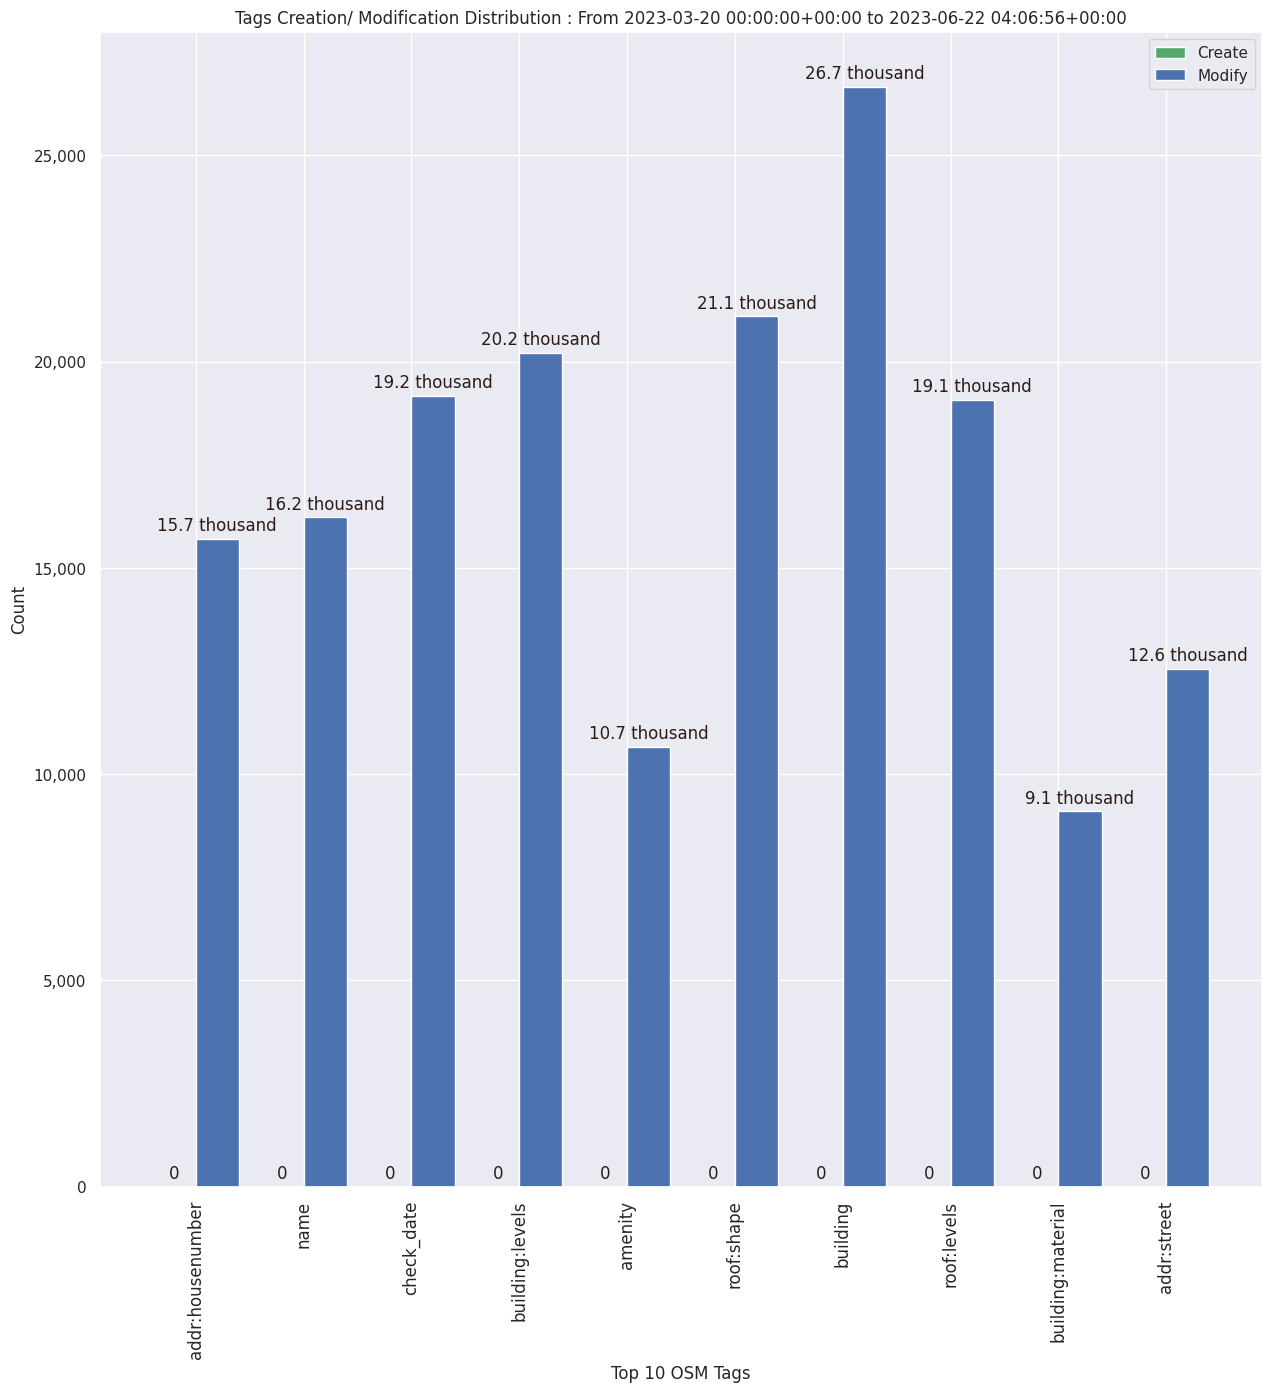 Tags Creation/ Modification Distribution : From 2023-03-20 00:00:00+00:00 to 2023-06-22 04:06:56+00:00
Create
Modify
26.7 thousand
21.1 thousand
20.2 thousand
19.2 thousand
19.1 thousand
16.2 thousand
15.7 thousand
12.6 thousand
10.7 thousand
9.1 thousand
0 0 0 0 0 0 0 0 0 0
25,000
20,000
15,000
10,000
5,000
0
Count
addr:housenumber
name
check_date
building:levels
amenity
roof:shape
building
roof:levels
building:material
addr:street
Top 10 OSM Tags